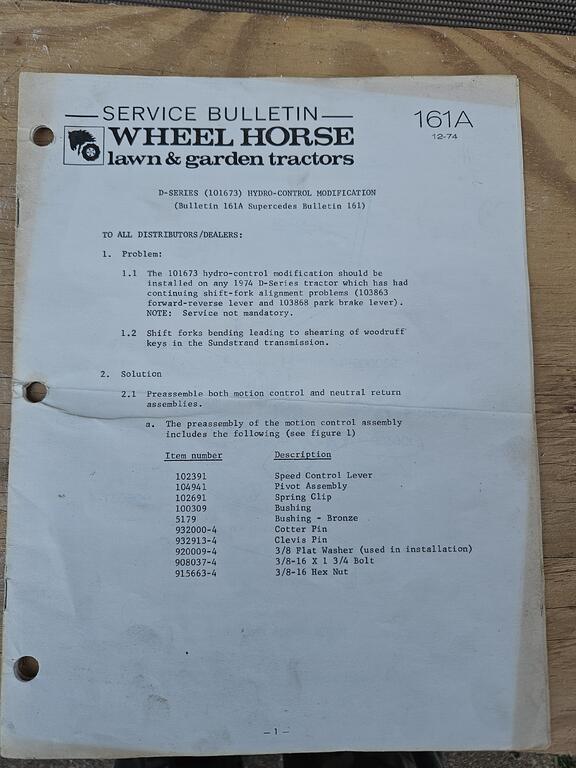 SERVICE BULLETIN
161A
WHEEL HORSE
12-74
lawn & garden tractors
D-SERIES (101673) HYDRO-CONTROL MODIFICATION
(Bulletin 161A Supercedes Bulletin 161)
TO ALL DISTRIBUTORS/DEALERS:
1. Problem:
1.1 The 101673 hydro-control modification should be
installed on any 1974 D-Series tractor which has had
continuing shift-fork alignment problems (103863
forward-reverse lever and 103868 park brake lever).
NOTE: Service not mandatory.
1.2 Shift forks bending leading to shearing of woodruff
keys in the Sundstrand transmission.
2. Solution
2.1 Preassemble both motion control and neutral return
assemblies.
a. The preassembly of the motion control assembly
includes the following (see figure 1)
Item number Description
102391 Speed Control Lever
104941 Pivot Assembly
102691 Spring Clip
100309 Bushing
5179 Bushing - Bronze
932000-4 Cotter Pin
932913-4 Clevis Pin
920009-4 3/8 Flat Washer (used in installation)
908037-4 3/8-16 X 1 3/4 Bolt
915663-4 3/8-16 Hex Nut
- 1 -